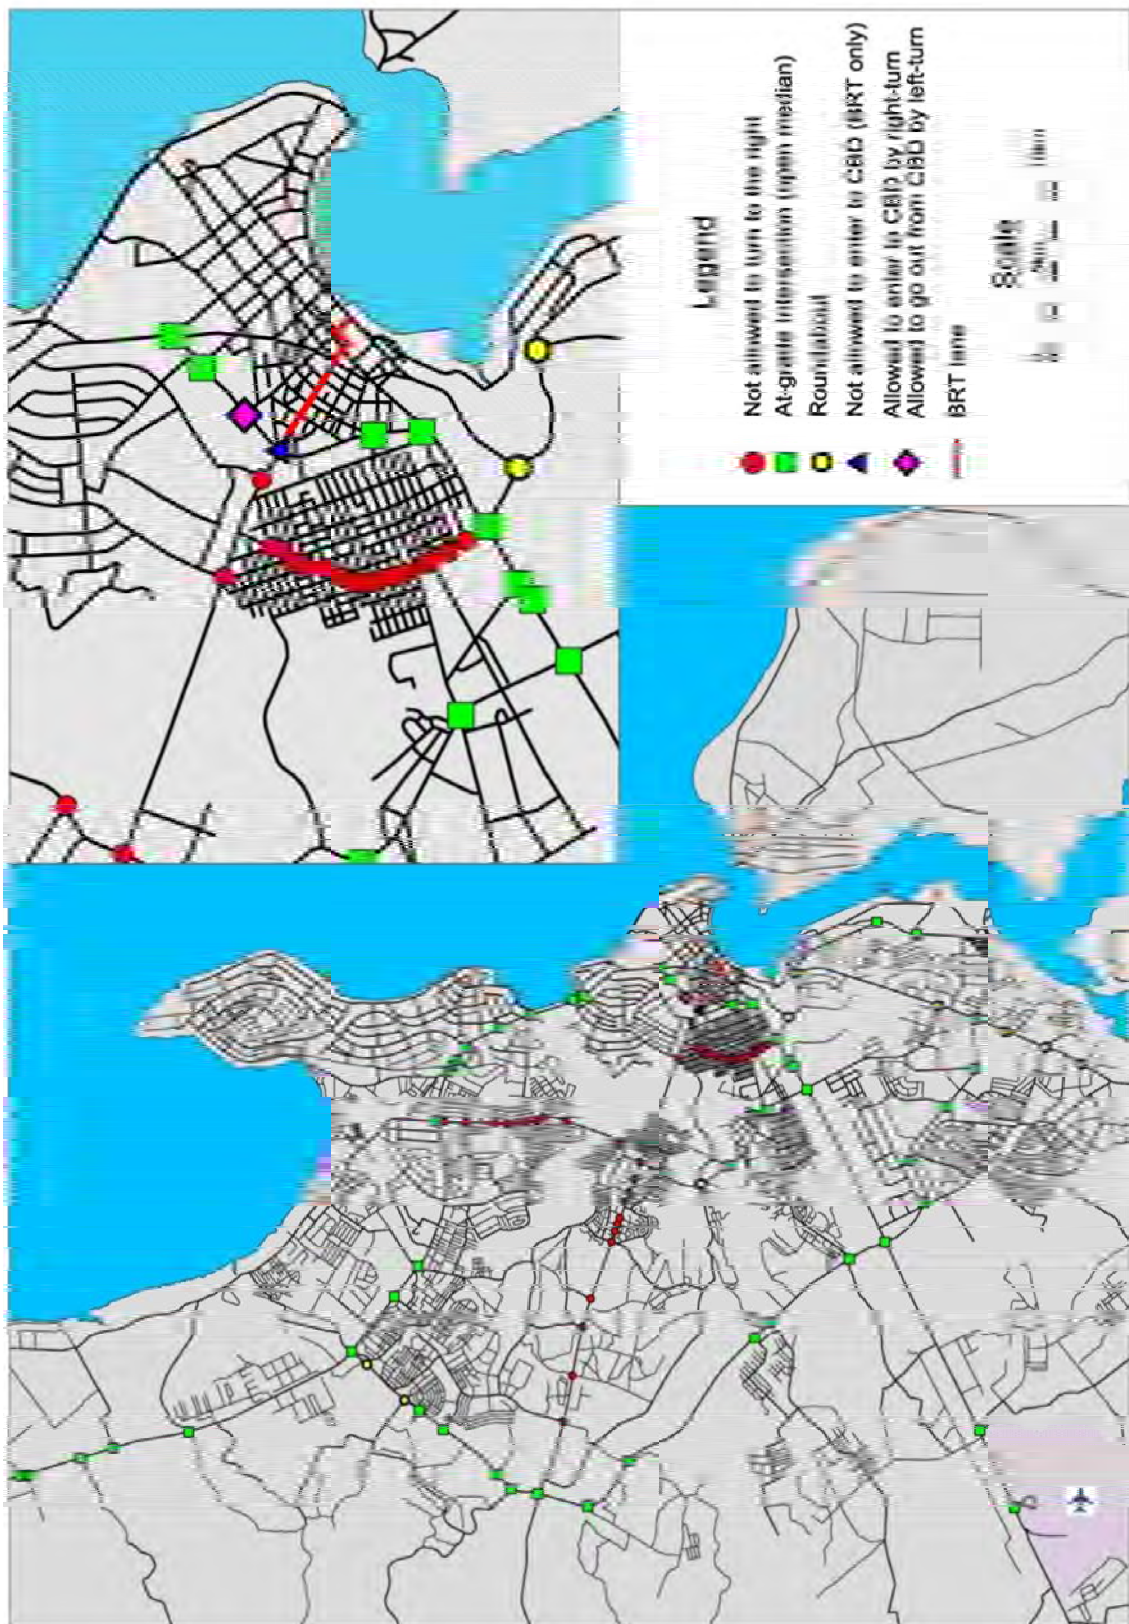 Legend
Not allowed to turn to the right
At-grade intersection (open median)
Roundabout
Not allowed to enter to CBD (BRT only)
Allowed to enter to CBD by right-turn
Allowed to go out from CBD by left-turn
BRT lane
Scale